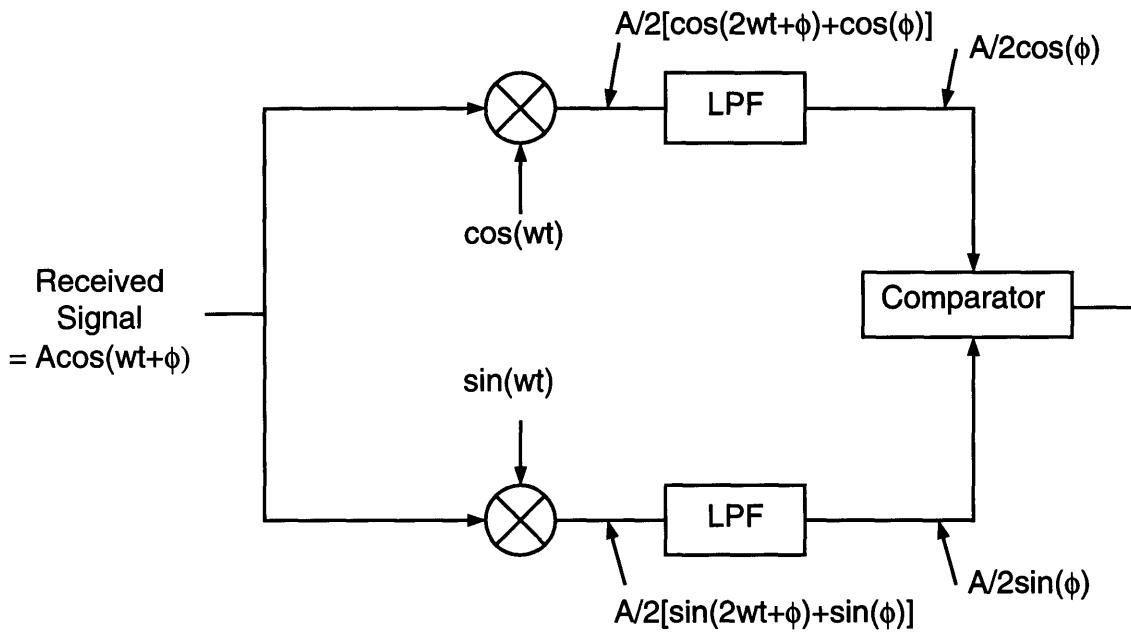 A/2[cos(2wt+ϕ)+cos(ϕ)]
A/2cos(ϕ)
LPF
cos(wt)
Received
Signal
= Acos(wt+ϕ)
Comparator
sin(wt)
LPF
A/2sin(ϕ)
A/2[sin(2wt+ϕ)+sin(ϕ)]